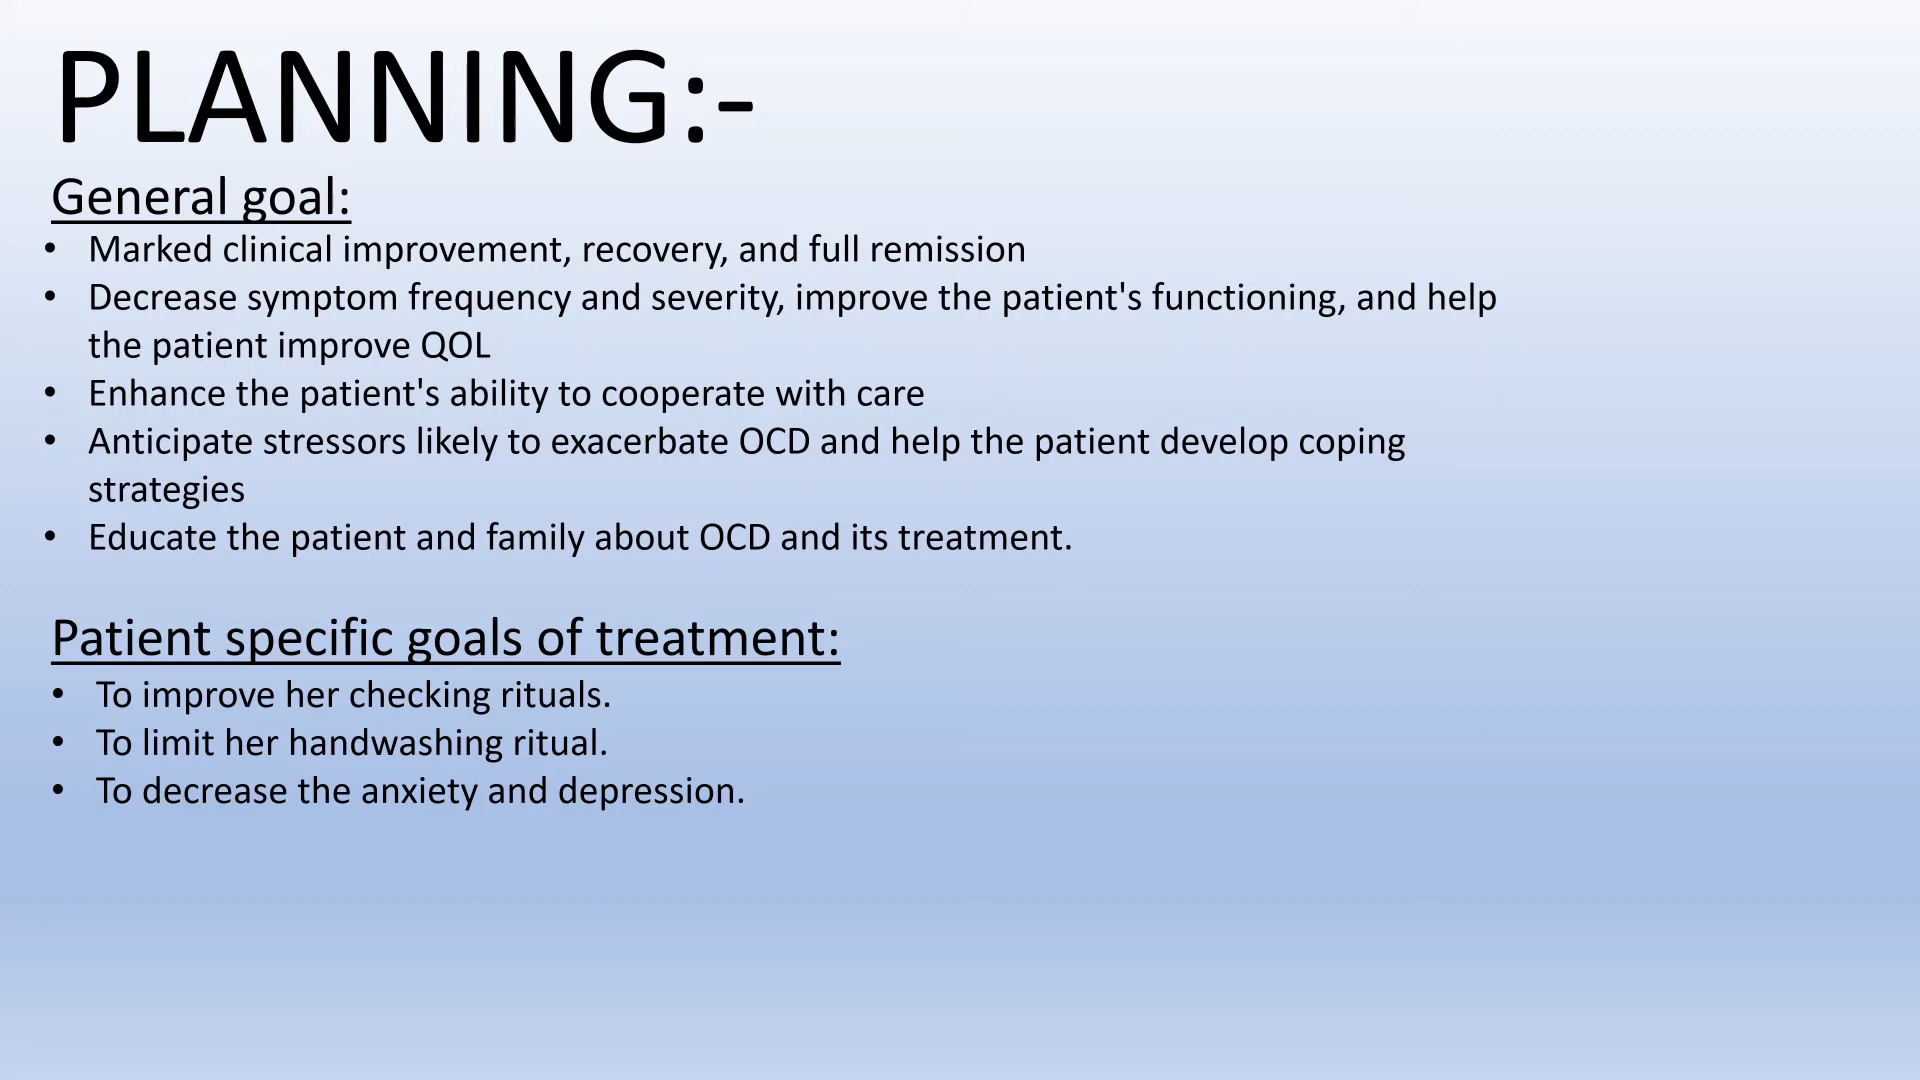 PLANNING:-
General goal:
• Marked clinical improvement, recovery, and full remission
• Decrease symptom frequency and severity, improve the patient's functioning, and help
the patient improve QOL
• Enhance the patient's ability to cooperate with care
• Anticipate stressors likely to exacerbate OCD and help the patient develop coping
strategies
• Educate the patient and family about OCD and its treatment.
Patient specific goals of treatment:
• To improve her checking rituals.
• To limit her handwashing ritual.
• To decrease the anxiety and depression.